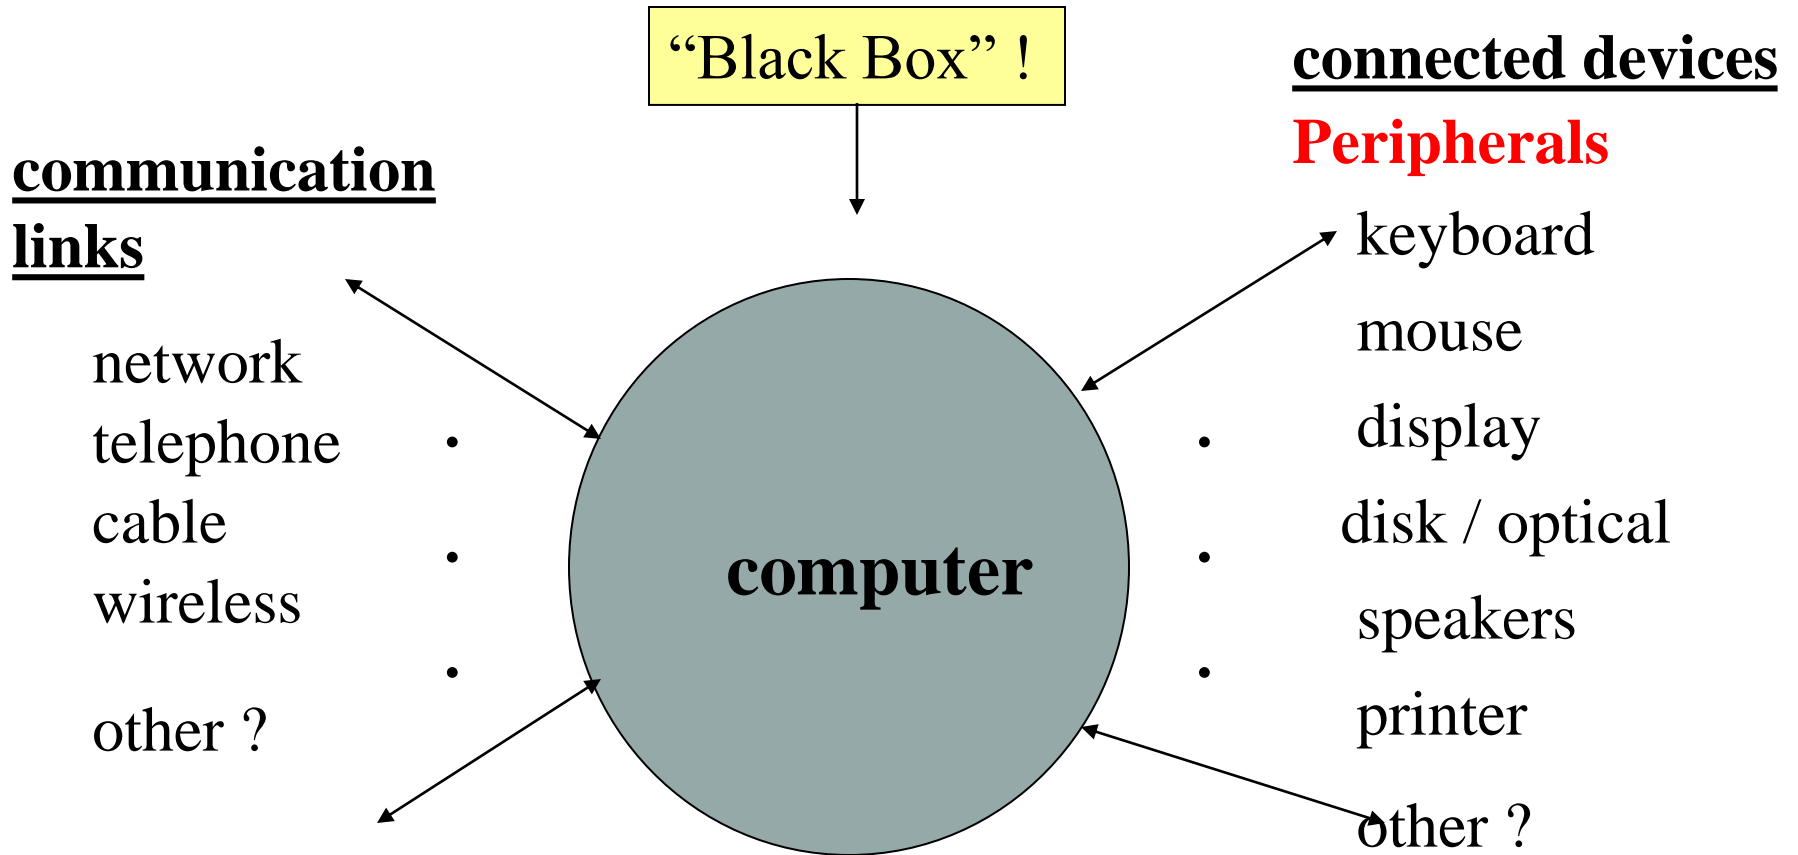 “Black Box” !
communication
links
network
telephone
cable
wireless
other ?
computer
connected devices
Peripherals
keyboard
mouse
display
disk / optical
speakers
printer
other ?